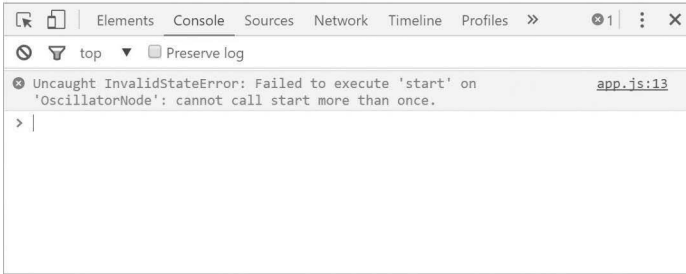 Elements Console Sources Network Timeline Profiles » 1
top ▼ Preserve log
Uncaught InvalidStateError: Failed to execute 'start' on app.js:13
'OscillatorNode': cannot call start more than once.
>